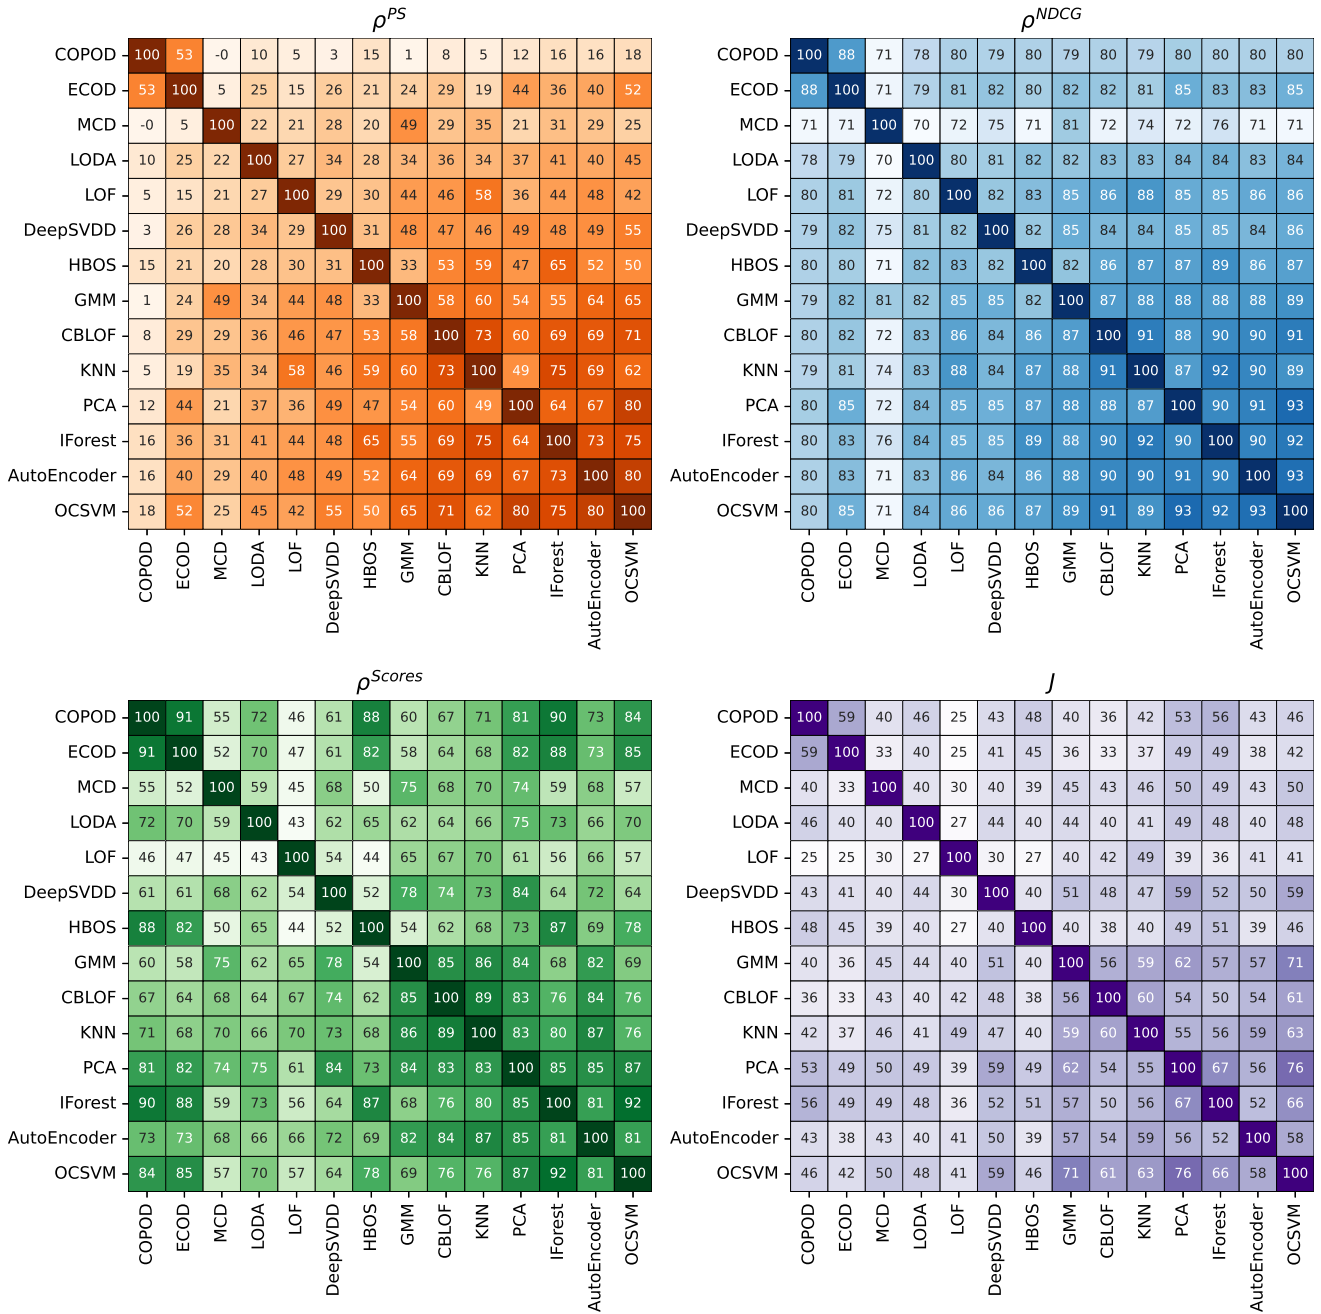 ρ^PS
COPOD 100 53 -0 10 5 3 15 1 8 5 12 16 16 18
ECOD 53 100 5 25 15 26 21 24 29 19 44 36 40 52
MCD -0 5 100 22 21 28 20 49 29 35 21 31 29 25
LODA 10 25 22 100 27 34 28 34 36 34 37 41 40 45
LOF 5 15 21 27 100 29 30 44 46 58 36 44 48 42
DeepSVDD 3 26 28 34 29 100 31 48 47 46 49 48 49 55
HBOS 15 21 20 28 30 31 100 33 53 59 47 65 52 50
GMM 1 24 49 34 44 48 33 100 58 60 54 55 64 65
CBLOF 8 29 29 36 46 47 53 58 100 73 60 69 69 71
KNN 5 19 35 34 58 46 59 60 73 100 49 75 69 62
PCA 12 44 21 37 36 49 47 54 60 49 100 64 67 80
IForest 16 36 31 41 44 48 65 55 69 75 64 100 73 75
AutoEncoder 16 40 29 40 48 49 52 64 69 69 67 73 100 80
OCSVM 18 52 25 45 42 55 50 65 71 62 80 75 80 100
COPOD ECOD MCD LODA LOF DeepSVDD HBOS GMM CBLOF KNN PCA IForest AutoEncoder OCSVM
ρ^NDCG
COPOD 100 88 71 78 80 79 80 79 80 79 80 80 80 80
ECOD 88 100 71 79 81 82 80 82 82 81 85 83 83 85
MCD 71 71 100 70 72 75 71 81 72 74 72 76 71 71
LODA 78 79 70 100 80 81 82 82 83 83 84 84 83 84
LOF 80 81 72 80 100 82 83 85 86 88 85 85 86 86
DeepSVDD 79 82 75 81 82 100 82 85 84 84 85 85 84 86
HBOS 80 80 71 82 83 82 100 82 86 87 87 89 86 87
GMM 79 82 81 82 85 85 82 100 87 88 88 88 88 89
CBLOF 80 82 72 83 86 84 86 87 100 91 88 90 90 91
KNN 79 81 74 83 88 84 87 88 91 100 87 92 90 89
PCA 80 85 72 84 85 85 87 88 88 87 100 90 91 93
IForest 80 83 76 84 85 85 89 88 90 92 90 100 90 92
AutoEncoder 80 83 71 83 86 84 86 88 90 90 91 90 100 93
OCSVM 80 85 71 84 86 86 87 89 91 89 93 92 93 100
COPOD ECOD MCD LODA LOF DeepSVDD HBOS GMM CBLOF KNN PCA IForest AutoEncoder OCSVM
ρ^Scores
COPOD 100 91 55 72 46 61 88 60 67 71 81 90 73 84
ECOD 91 100 52 70 47 61 82 58 64 68 82 88 73 85
MCD 55 52 100 59 45 68 50 75 68 70 74 59 68 57
LODA 72 70 59 100 43 62 65 62 64 66 75 73 66 70
LOF 46 47 45 43 100 54 44 65 67 70 61 56 66 57
DeepSVDD 61 61 68 62 54 100 52 78 74 73 84 64 72 64
HBOS 88 82 50 65 44 52 100 54 62 68 73 87 69 78
GMM 60 58 75 62 65 78 54 100 85 86 84 68 82 69
CBLOF 67 64 68 64 67 74 62 85 100 89 83 76 84 76
KNN 71 68 70 66 70 73 68 86 89 100 83 80 87 76
PCA 81 82 74 75 61 84 73 84 83 83 100 85 85 87
IForest 90 88 59 73 56 64 87 68 76 80 85 100 81 92
AutoEncoder 73 73 68 66 66 72 69 82 84 87 85 81 100 81
OCSVM 84 85 57 70 57 64 78 69 76 76 87 92 81 100
COPOD ECOD MCD LODA LOF DeepSVDD HBOS GMM CBLOF KNN PCA IForest AutoEncoder OCSVM
J
COPOD 100 59 40 46 25 43 48 40 36 42 53 56 43 46
ECOD 59 100 33 40 25 41 45 36 33 37 49 49 38 42
MCD 40 33 100 40 30 40 39 45 43 46 50 49 43 50
LODA 46 40 40 100 27 44 40 44 40 41 49 48 40 48
LOF 25 25 30 27 100 30 27 40 42 49 39 36 41 41
DeepSVDD 43 41 40 44 30 100 40 51 48 47 59 52 50 59
HBOS 48 45 39 40 27 40 100 40 38 40 49 51 39 46
GMM 40 36 45 44 40 51 40 100 56 59 62 57 57 71
CBLOF 36 33 43 40 42 48 38 56 100 60 54 50 54 61
KNN 42 37 46 41 49 47 40 59 60 100 55 56 59 63
PCA 53 49 50 49 39 59 49 62 54 55 100 67 56 76
IForest 56 49 49 48 36 52 51 57 50 56 67 100 52 66
AutoEncoder 43 38 43 40 41 50 39 57 54 59 56 52 100 58
OCSVM 46 42 50 48 41 59 46 71 61 63 76 66 58 100
COPOD ECOD MCD LODA LOF DeepSVDD HBOS GMM CBLOF KNN PCA IForest AutoEncoder OCSVM